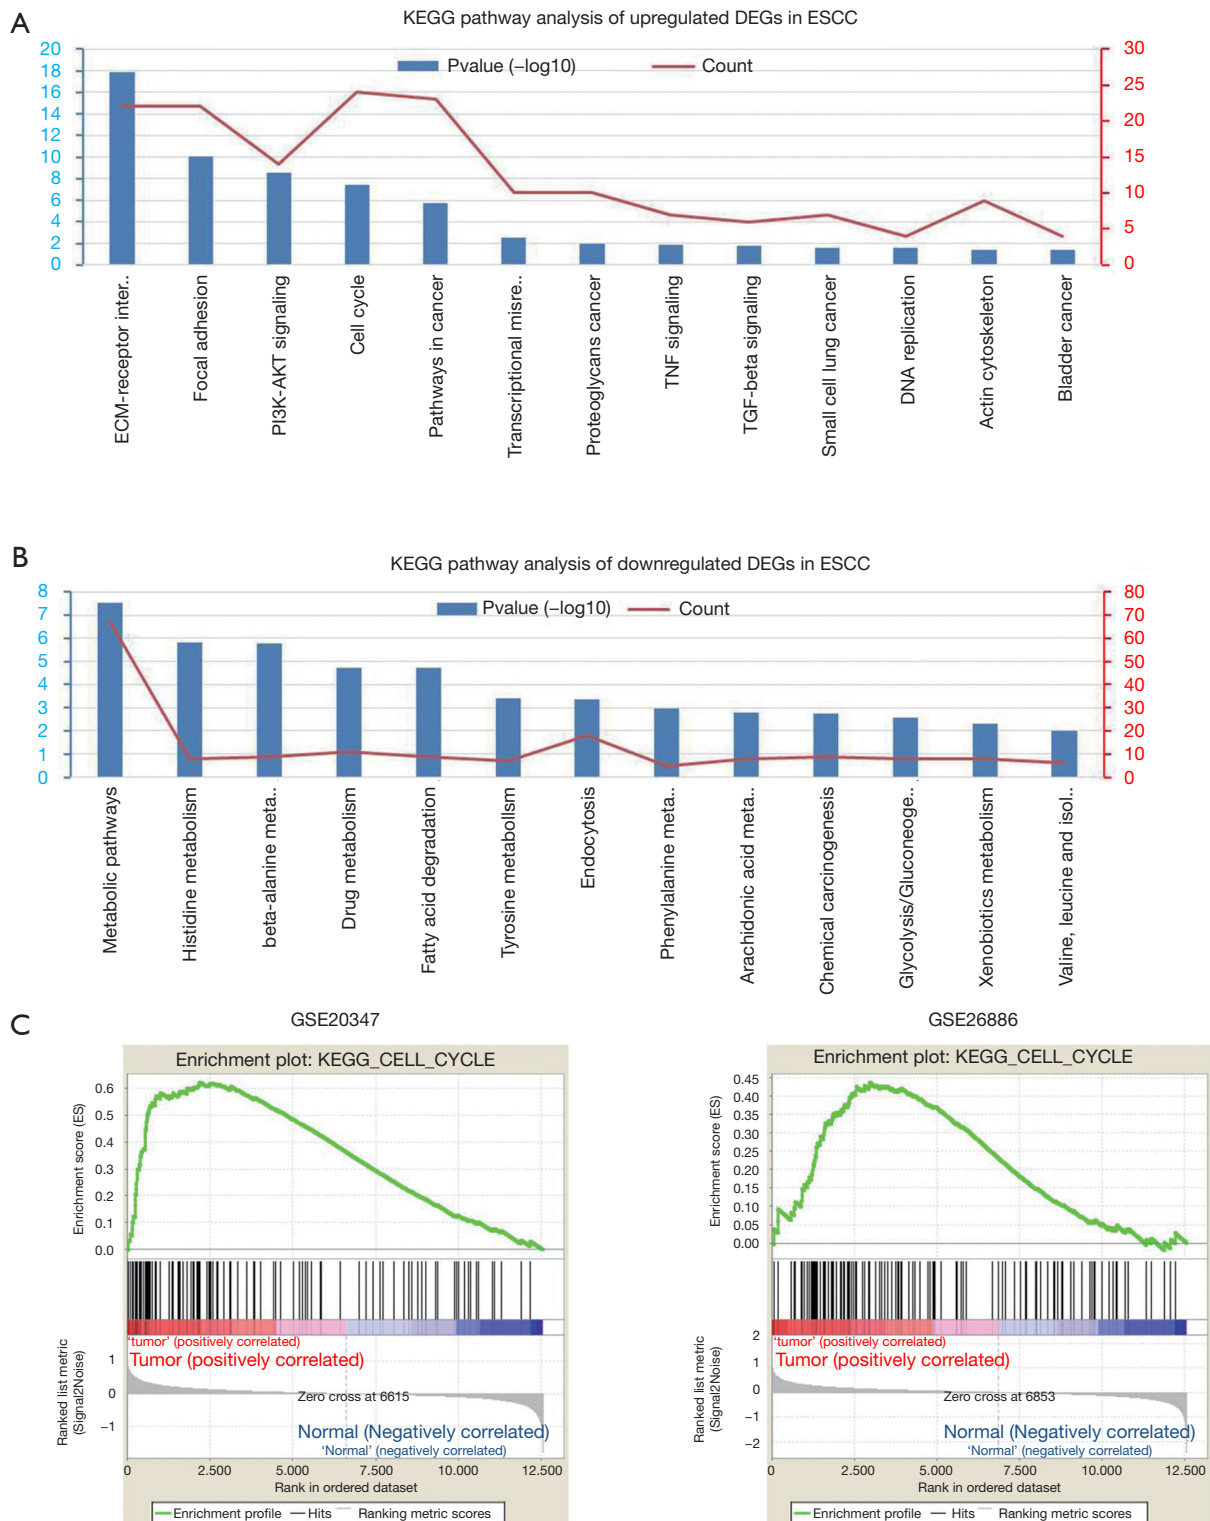 A
KEGG pathway analysis of upregulated DEGs in ESCC
Pvalue (−log10)
Count
20
18
16
14
12
10
8
6
4
2
0
30
25
20
15
10
5
0
ECM-receptor inter..
Focal adhesion
PI3K-AKT signaling
Cell cycle
Pathways in cancer
Transcriptional misre..
Proteoglycans cancer
TNF signaling
TGF-beta signaling
Small cell lung cancer
DNA replication
Actin cytoskeleton
Bladder cancer
B
KEGG pathway analysis of downregulated DEGs in ESCC
Pvalue (−log10)
Count
8
7
6
5
4
3
2
1
0
80
70
60
50
40
30
20
10
0
Metabolic pathways
Histidine metabolism
beta-alanine meta..
Drug metabolism
Fatty acid degradation
Tyrosine metabolism
Endocytosis
Phenylalanine meta..
Arachidonic acid meta..
Chemical carcinogenesis
Glycolysis/Gluconeoge..
Xenobiotics metabolism
Valine, leucine and isol..
C
GSE20347
Enrichment plot: KEGG_CELL_CYCLE
Enrichment score (ES)
0.6
0.5
0.4
0.3
0.2
0.1
0.0
'tumor' (positively correlated)
Tumor (positively correlated)
Ranked list metric
(Signal2Noise)
1
0
−1
Zero cross at 6615
Normal (Negatively correlated)
'Normal' (negatively correlated)
0
2.500
5.000
7.500
10.000
12.500
Rank in ordered dataset
Enrichment profile
Hits
Ranking metric scores
GSE26886
Enrichment plot: KEGG_CELL_CYCLE
Enrichment score (ES)
0.45
0.40
0.35
0.30
0.25
0.20
0.15
0.10
0.05
0.00
'tumor' (positively correlated)
Tumor (positively correlated)
Ranked list metric
(Signal2Noise)
2
1
0
−1
−2
Zero cross at 6853
Normal (Negatively correlated)
'Normal' (negatively correlated)
0
2.500
5.000
7.500
10.000
12.500
Rank in ordered dataset
Enrichment profile
Hits
Ranking metric scores